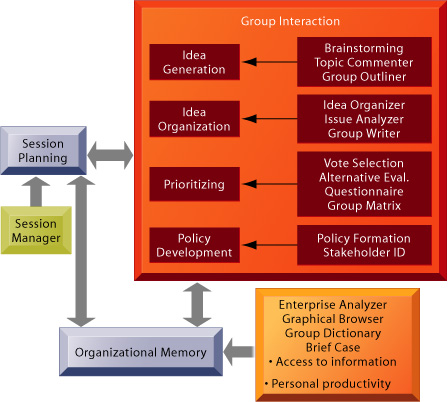 Group Interaction
Idea
Generation
Brainstorming
Topic Commenter
Group Outliner
Idea
Organization
Idea Organizer
Issue Analyzer
Group Writer
Session
Planning
Prioritizing
Vote Selection
Alternative Eval.
Questionnaire
Group Matrix
Session
Manager
Policy
Development
Policy Formation
Stakeholder ID
Organizational Memory
Enterprise Analyzer
Graphical Browser
Group Dictionary
Brief Case
• Access to information
• Personal productivity